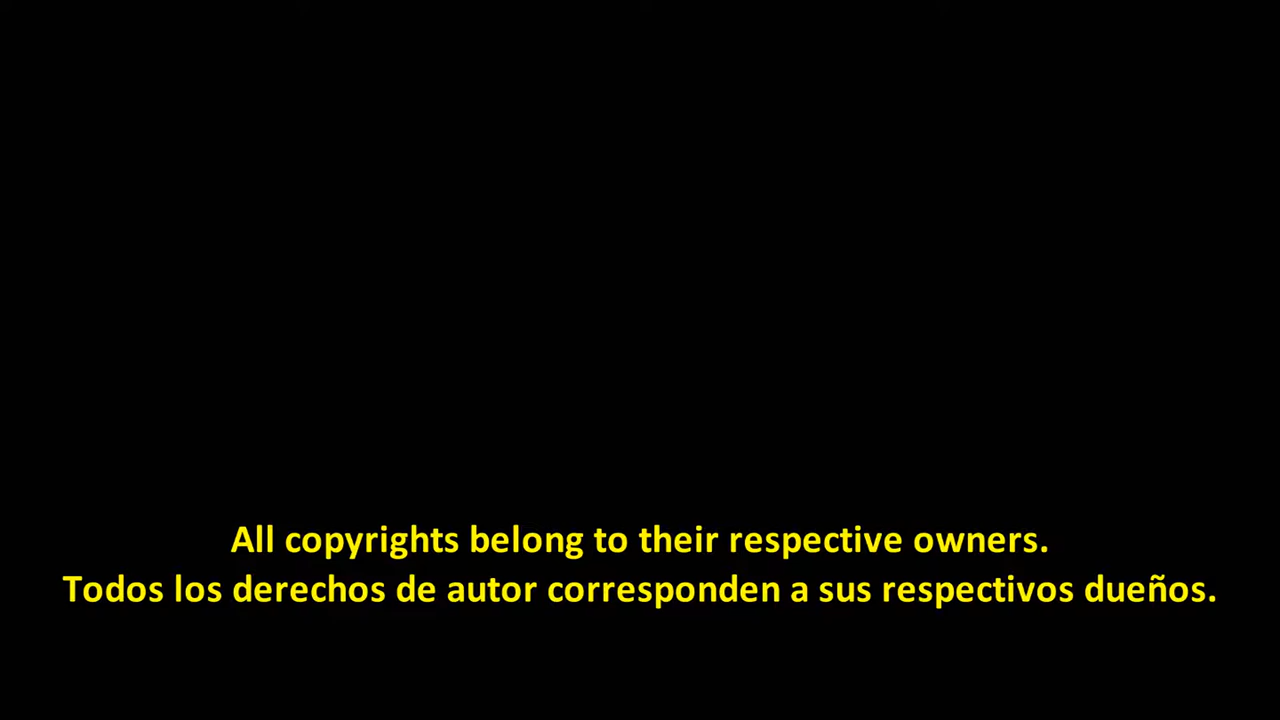 All copyrights belong to their respective owners.
Todos los derechos de autor corresponden a sus respectivos dueños.